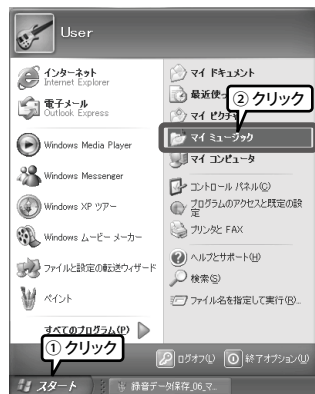 User
インターネット
Internet Explorer
電子メール
Outlook Express
Windows Media Player
Windows Messenger
Windows XP ツアー
Windows ムービー メーカー
ファイルと設定の転送ウィザード
ペイント
すべてのプログラム(P)
① クリック
マイ ドキュメント
最近使っ
② クリック
マイ ピクチャ
マイ ミュージック
マイ コンピュータ
コントロール パネル(C)
プログラムのアクセスと既定の設
定
プリンタと FAX
ヘルプとサポート(H)
検索(S)
ファイル名を指定して実行(R)...
ログオフ(L)
終了オプション(U)
スタート
録音データ保存_06_マ...